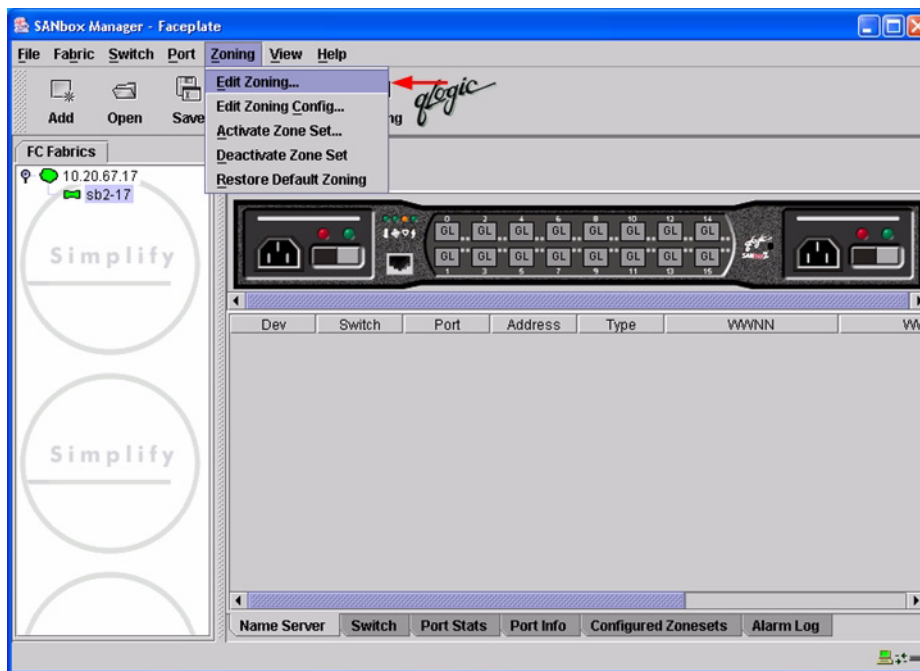 SANbox Manager - Faceplate
File Fabric Switch Port Zoning View Help
Edit Zoning...
Edit Zoning Config...
Activate Zone Set...
Deactivate Zone Set
Restore Default Zoning
Add Open Save ng qlogic
FC Fabrics
10.20.67.17
sb2-17
Simplify
Simplify
0 2 4 6 8 10 12 14
GL GL GL GL GL GL GL GL
GL GL GL GL GL GL GL GL
1 3 5 7 9 11 13 15
Dev Switch Port Address Type WWNN WW
Name Server Switch Port Stats Port Info Configured Zonesets Alarm Log